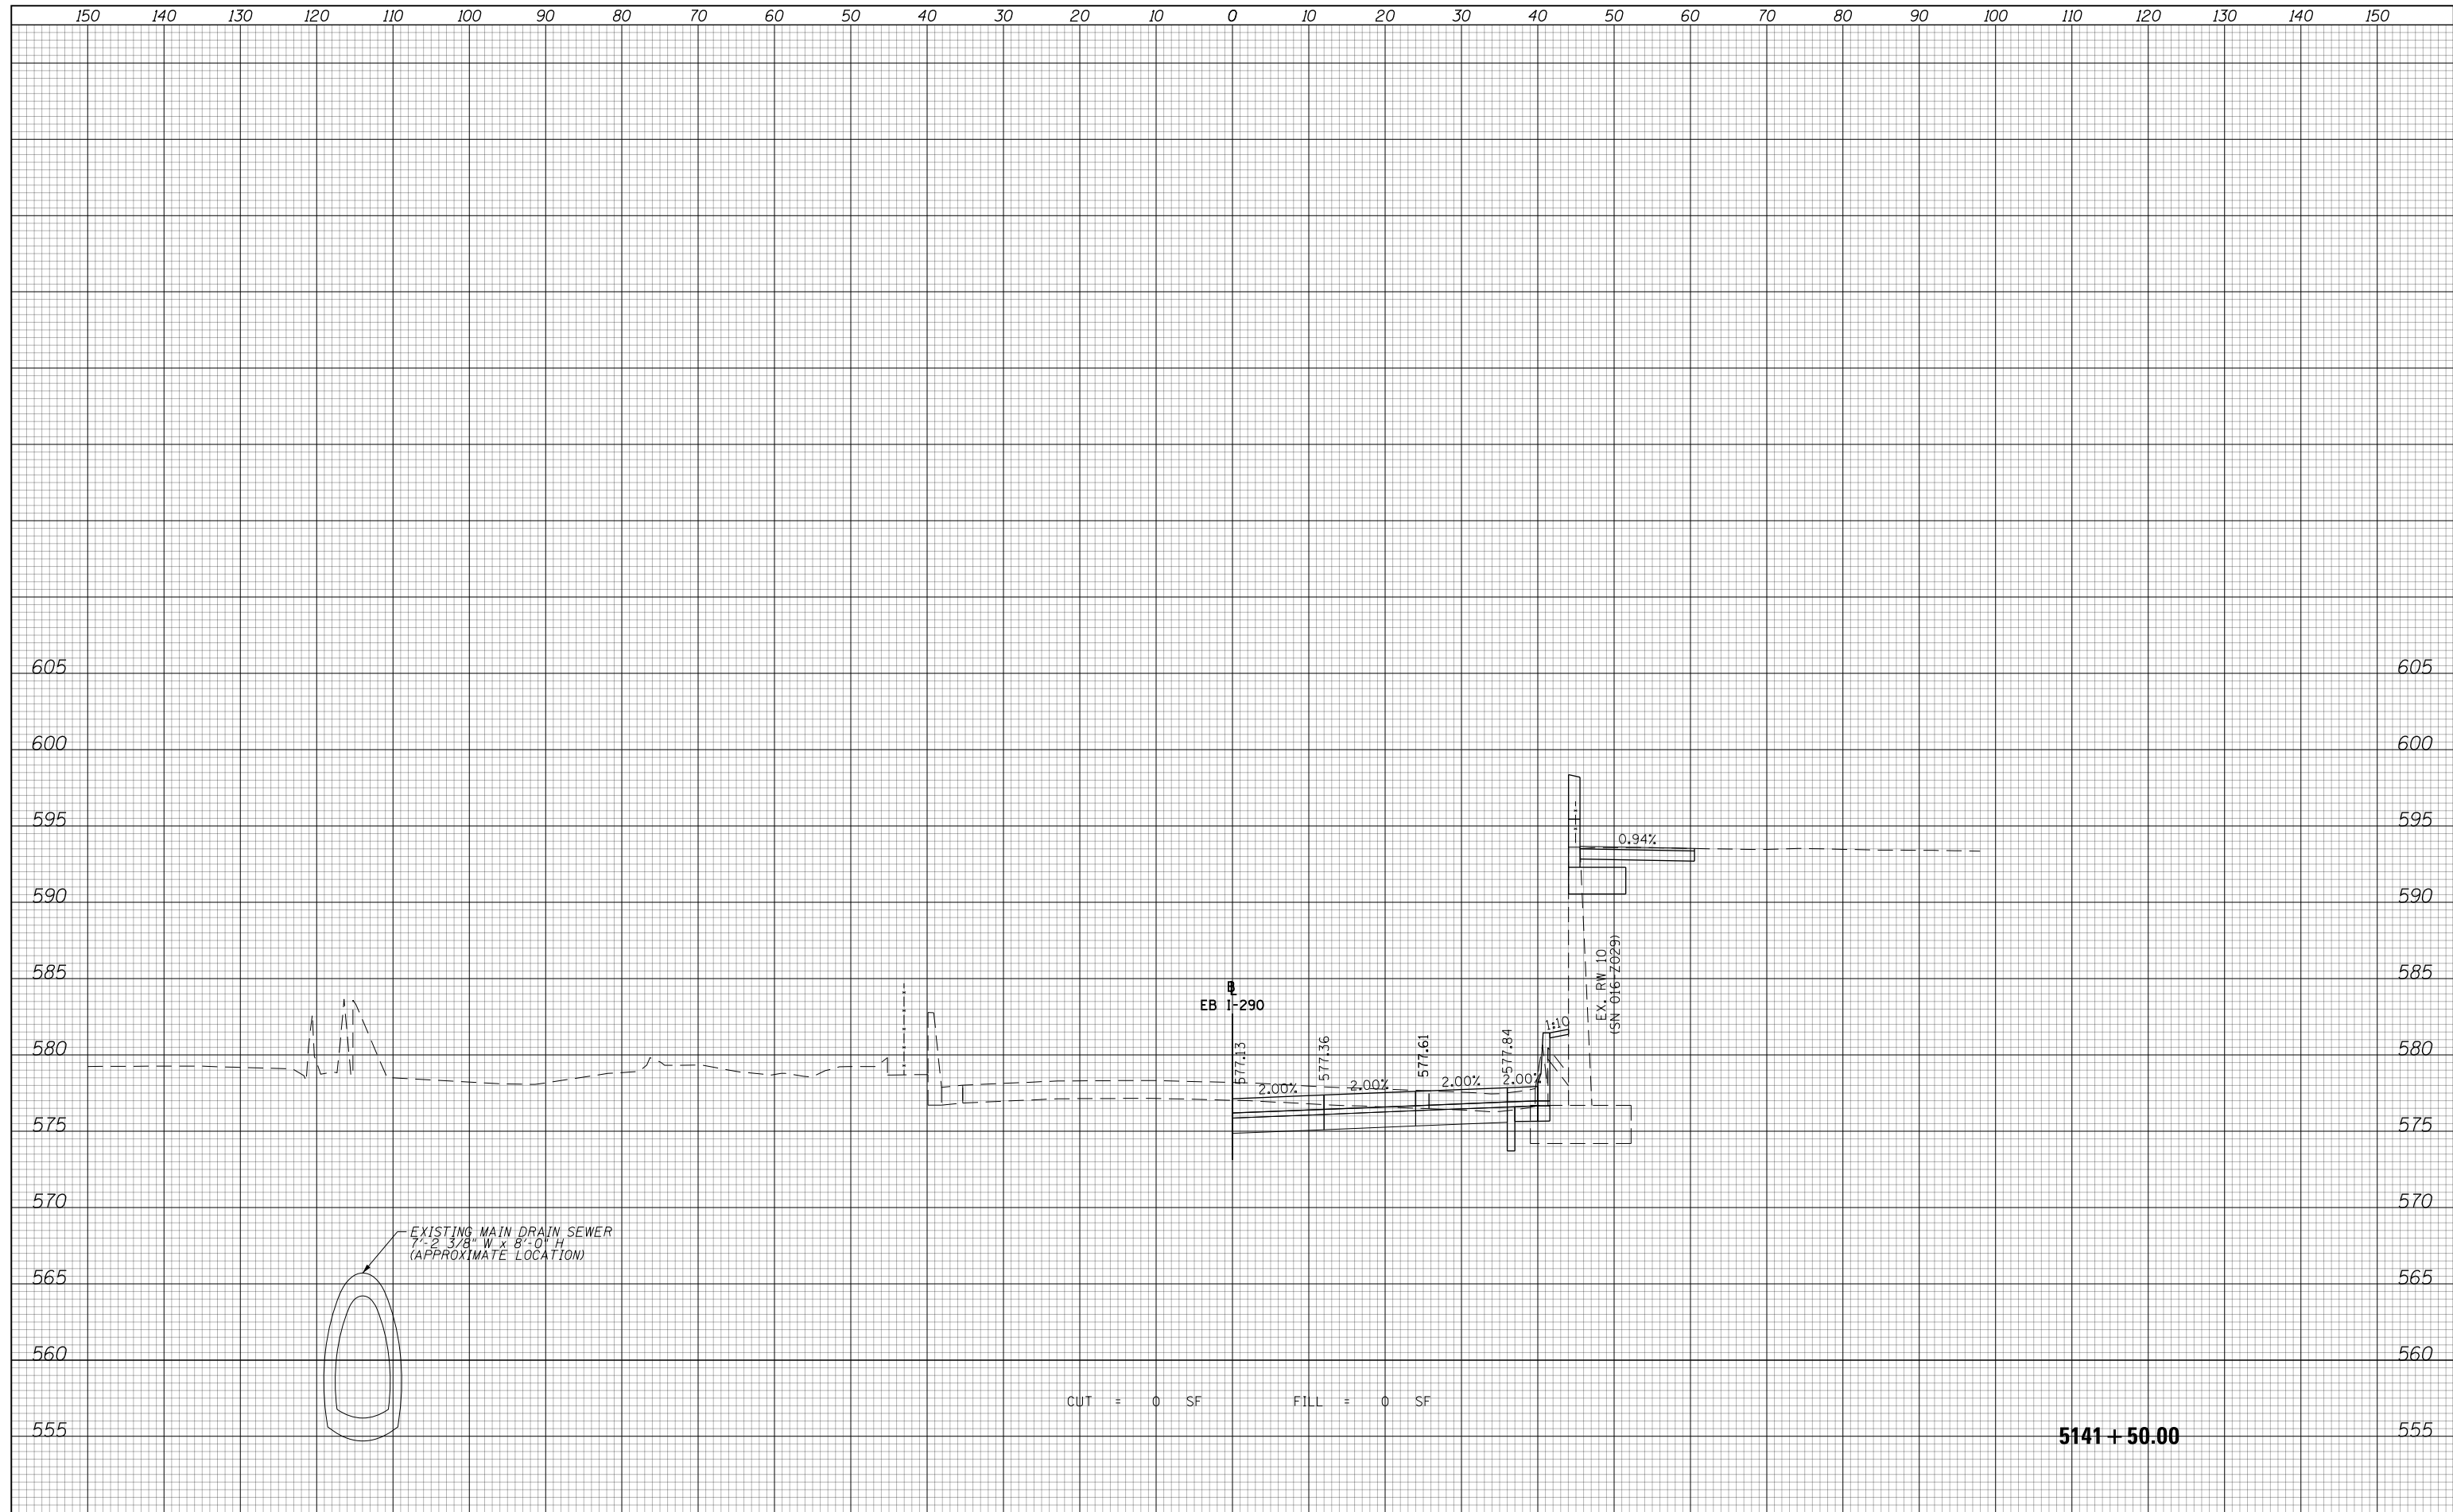 150 140 130 120 110 100 90 80 70 60 50 40 30 20 10 0 10 20 30 40 50 60 70 80 90 100 110 120 130 140 150
605 605
600 600
595 595
0.94%
590 590
585 585
EX. RW 10
(SN 016-Z029)
B
L
EB I-290
1:10
580 580
577.13
577.36
577.61
577.84
2.00% 2.00% 2.00% 2.00%
575 575
570 570
EXISTING MAIN DRAIN SEWER
7'-2 3/8" W x 8'-0" H
(APPROXIMATE LOCATION)
565 565
560 560
CUT = 0 SF FILL = 0 SF
555 555
5141 + 50.00